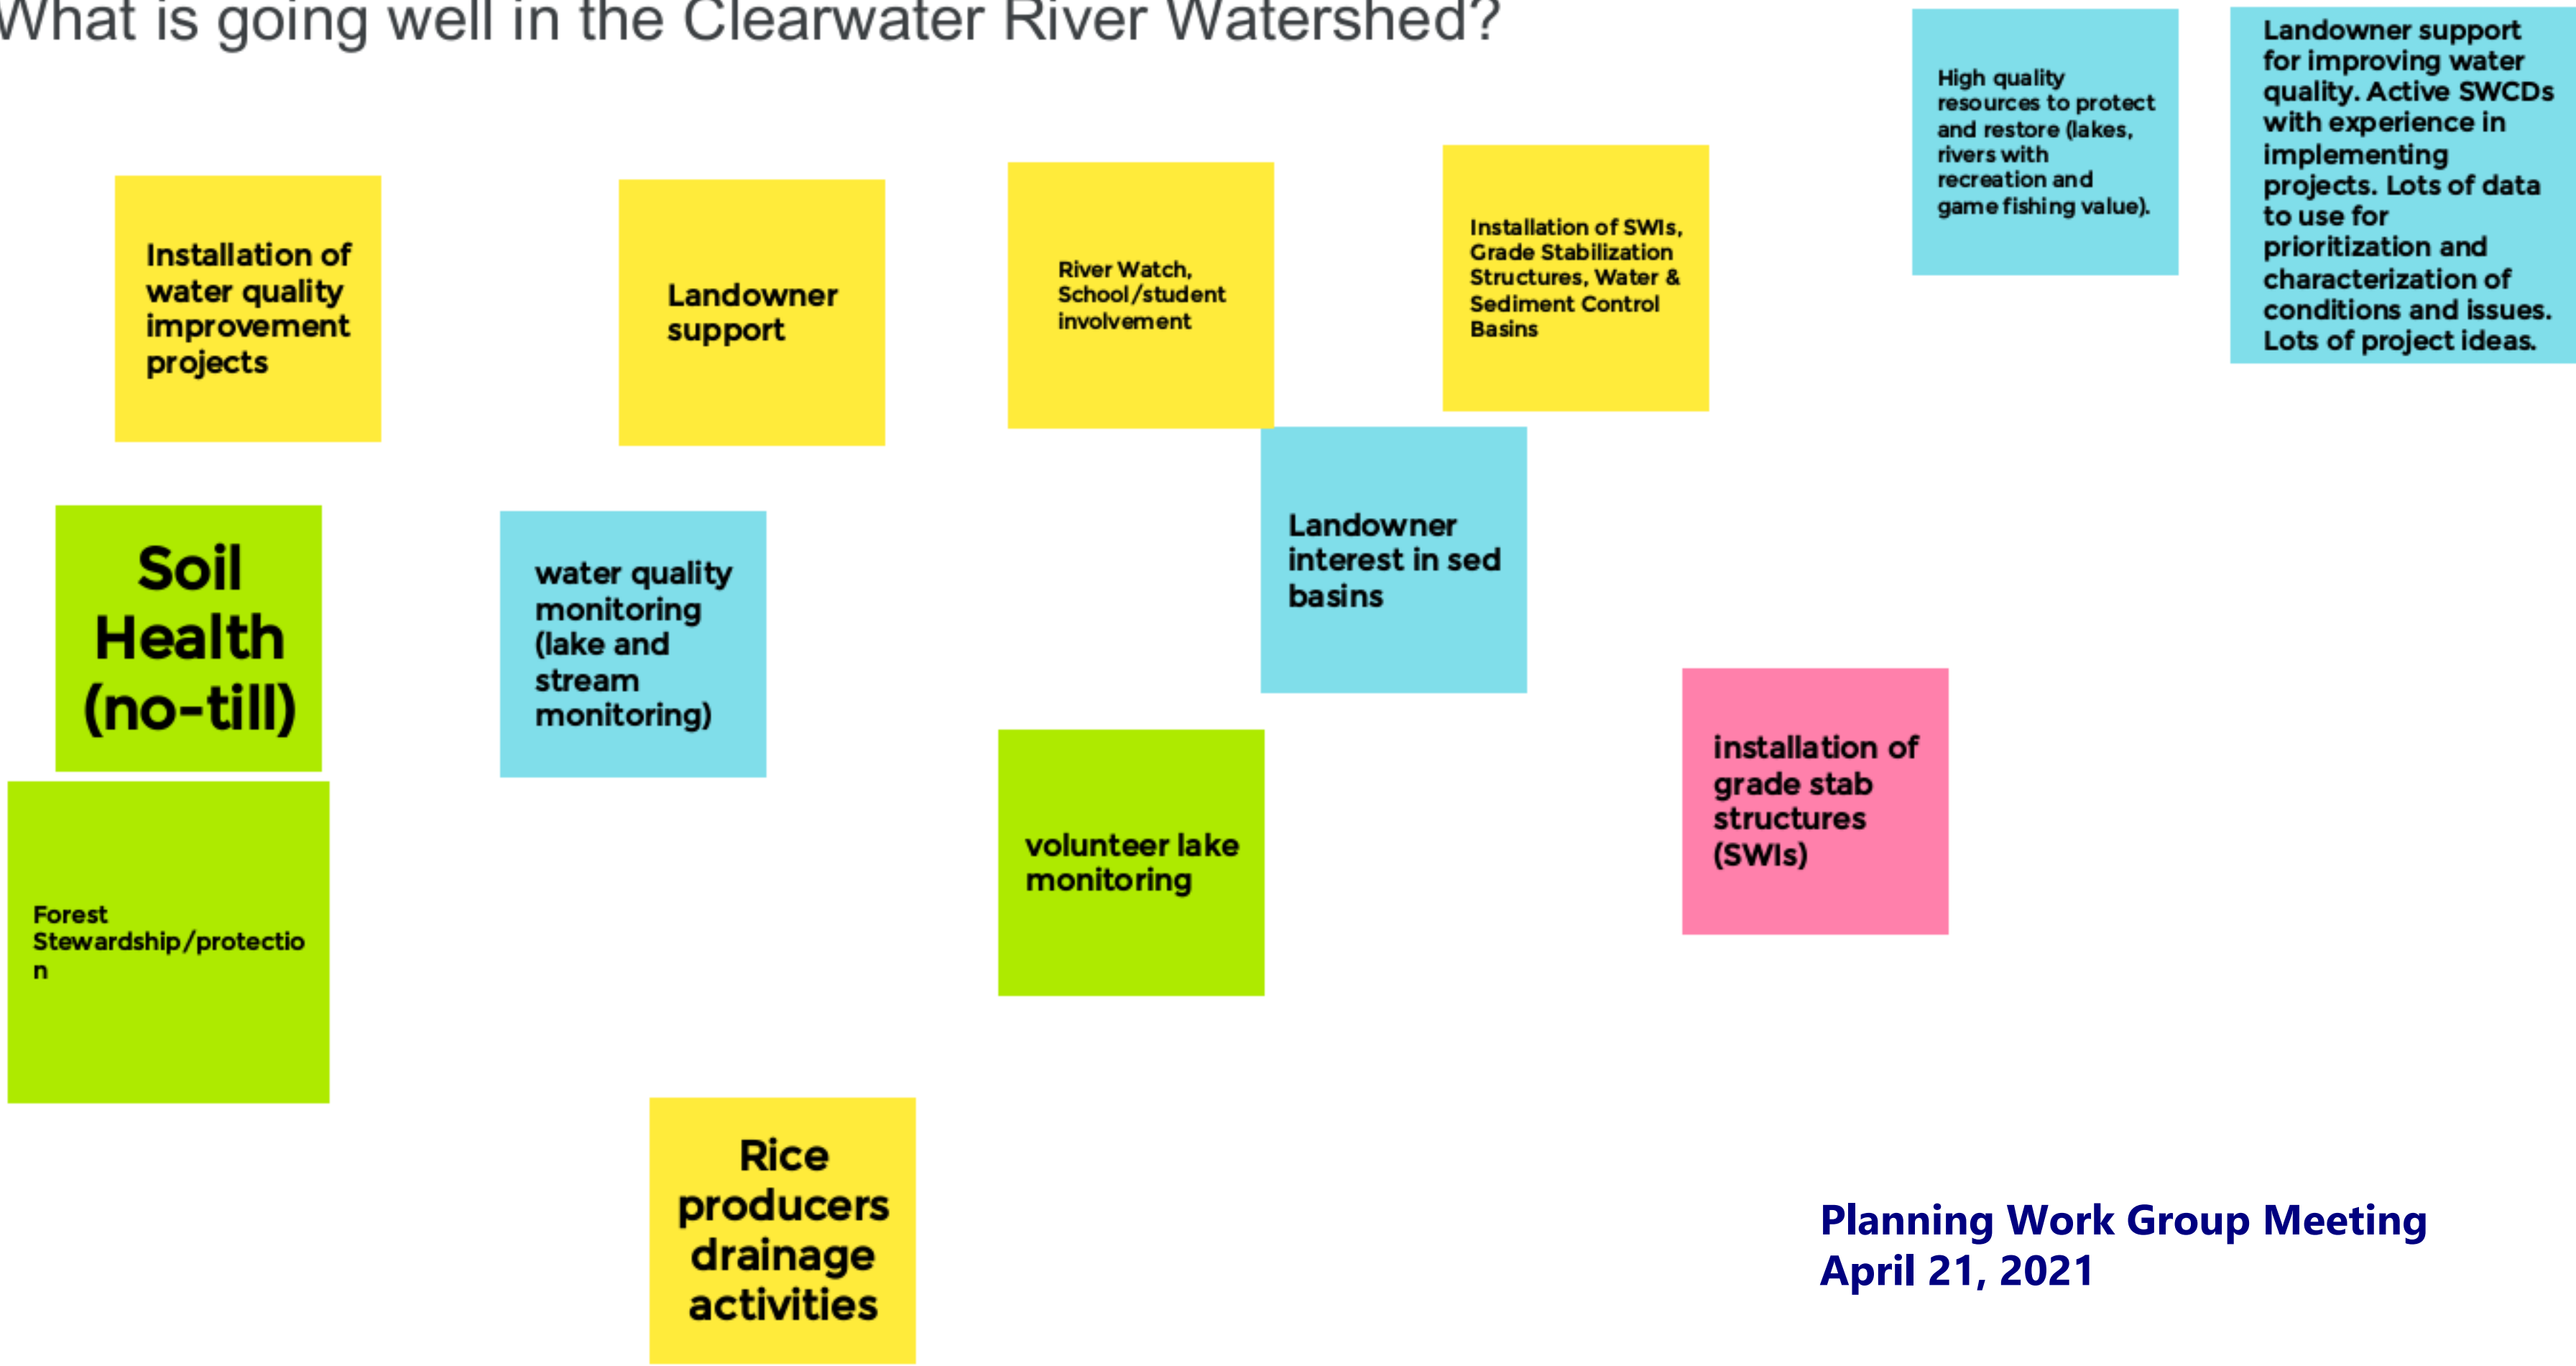 What is going well in the Clearwater River Watershed?
High quality
resources to protect
and restore (lakes,
rivers with
recreation and
game fishing value).
Landowner support
for improving water
quality. Active SWCDs
with experience in
implementing
projects. Lots of data
to use for
prioritization and
characterization of
conditions and issues.
Lots of project ideas.
Installation of
water quality
improvement
projects
Landowner
support
River Watch,
School/student
involvement
Installation of SWIs,
Grade Stabilization
Structures, Water &
Sediment Control
Basins
Soil
Health
(no-till)
water quality
monitoring
(lake and
stream
monitoring)
Landowner
interest in sed
basins
installation of
grade stab
structures
(SWIs)
Forest
Stewardship/protectio
n
volunteer lake
monitoring
Rice
producers
drainage
activities
Planning Work Group Meeting
April 21, 2021